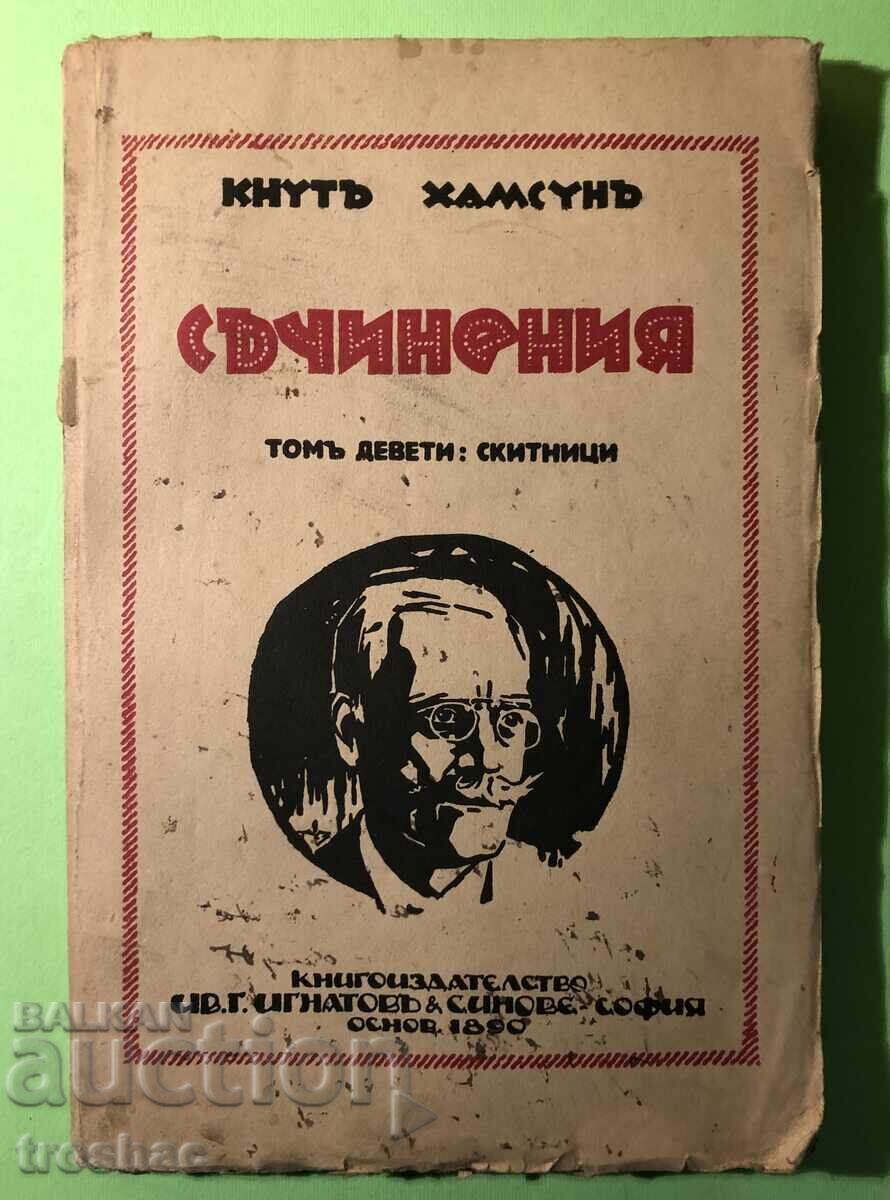 КНУТЪ ХАМСУНЪ
СЪЧИНЕНИЯ
ТОМЪ ДЕВЕТИ: СКИТНИЦИ
КНИГОИЗДАТЕЛСТВО
ИВ. Г. ИГНАТОВЪ & СИНОВЕ - СОФИЯ
ОСНОВ. 1890
BALKAN
auction
troshac